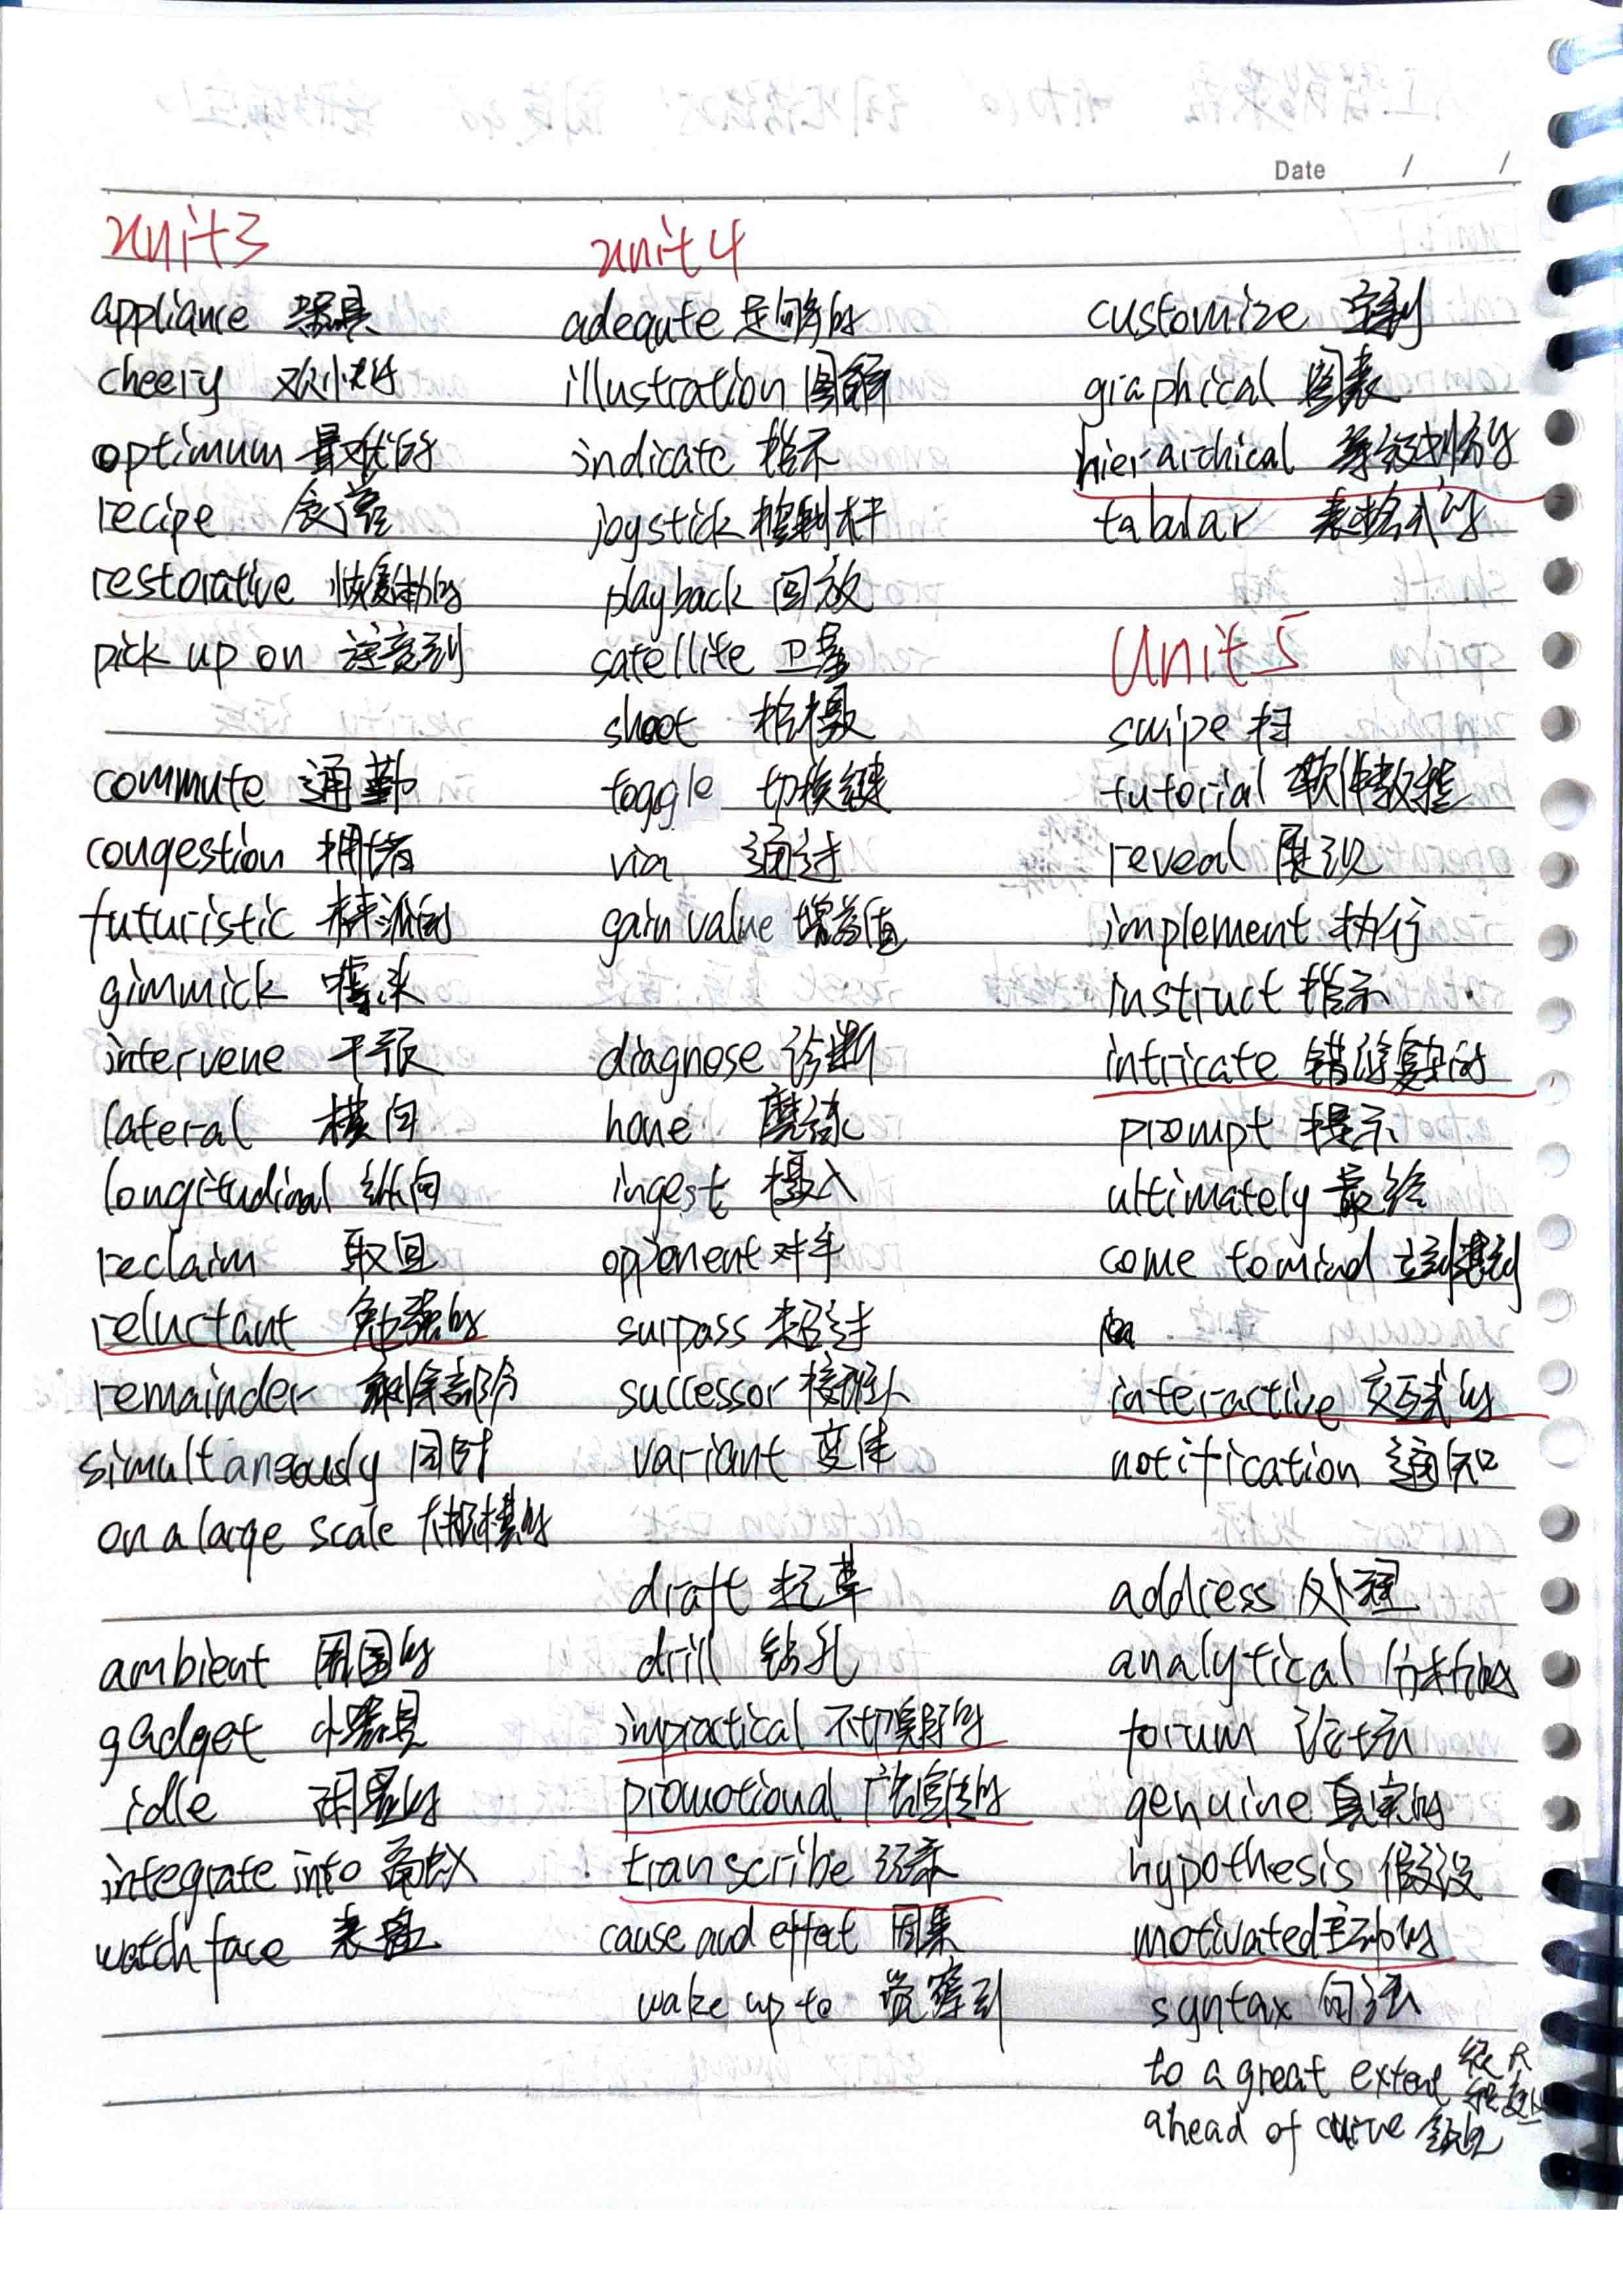 Date / /
unit3
appliance 器具
cheery 欢快的
optimum 最优的
recipe 食谱
restorative 恢复性的
pick up on 注意到
commute 通勤
congestion 拥堵
futuristic
gimmick 噱头
intervene 干预
lateral 横向
longitudinal 纵向
reclaim 取回
reluctant 勉强的
remainder 剩余部分
simultaneously 同时
on a large scale 大规模的
ambient 周围的
gadget 小器具
idle 闲置的
integrate into 融入
watch face 表盘
unit 4
adequte 足够的
illustration 图解
indicate 指示
joystick 控制杆
playback 回放
satellite 卫星
shoot 拍摄
toggle 切换键
via 通过
gain value 增益值
diagnose 诊断
hone 磨练
ingest 摄入
opponent 对手
surpass 超过
successor 接班人
variant 变体
draft 起草
drill 钻孔
impractical 不切实际的
promotional 广告宣传的
transcribe 记录
cause and effect 因果
wake up to 觉察到
customize 定制
graphical 图表
hierarchical 等级划分的
tabular 表格式的
Unit 5
swipe 扫
tutorial 软件教程
reveal 展现
implement 执行
instruct 指示
intricate 错综复杂的
prompt 提示
ultimately 最终
come to mind 立刻想到
interactive 交互式的
notification 通知
address 处理
analytical 分析的
forum 论坛
genuine 真实的
hypothesis 假设
motivated 主动的
syntax 句法
to a great extent 很大程度上
ahead of curve 领先